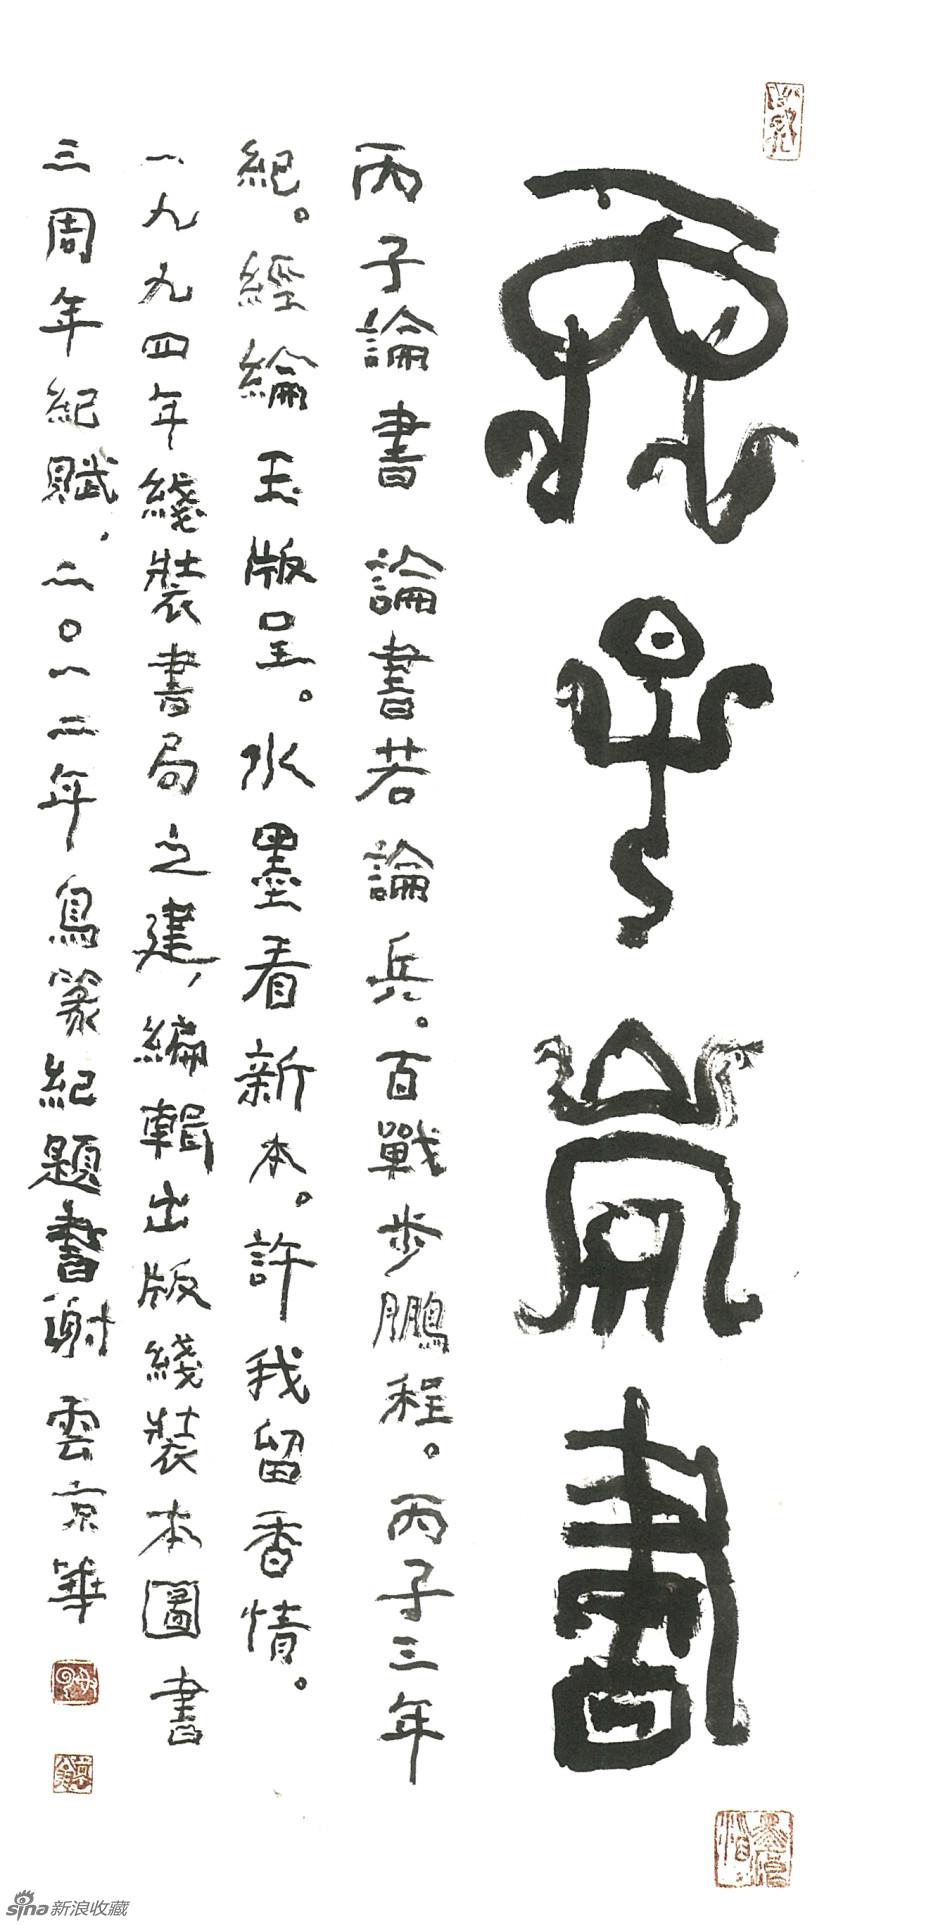 丙子書
丙子論書 論書若論兵。百戰步鵬程。丙子三年
紀。經綸玉版呈。水墨看新本。許我留香情。
一九九四年綫裝書局之建，編輯出版綫裝本圖書
三周年紀賦，二〇一二年鳥篆紀題書謝雲京華
sina新浪收藏